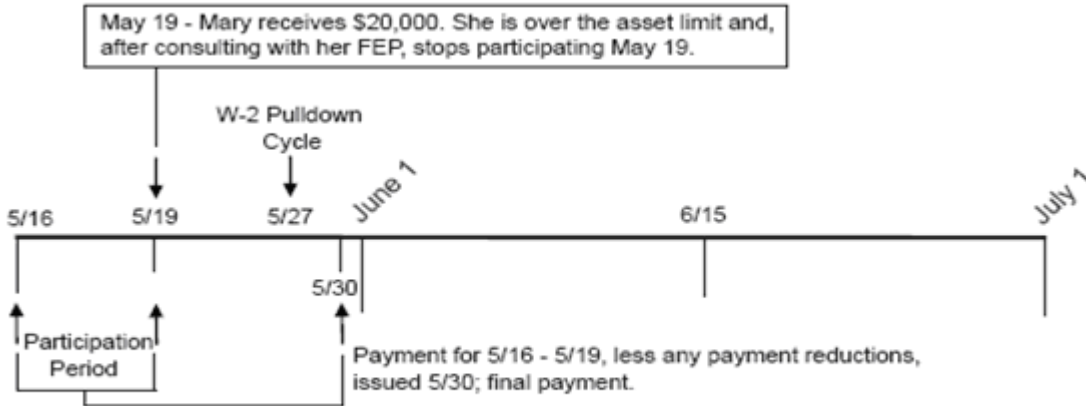 May 19 - Mary receives $20,000. She is over the asset limit and,
after consulting with her FEP, stops participating May 19.
W-2 Pulldown
Cycle
5/16
5/19
5/27
June 1
6/15
July 1
5/30
Participation
Period
Payment for 5/16 - 5/19, less any payment reductions,
issued 5/30; final payment.